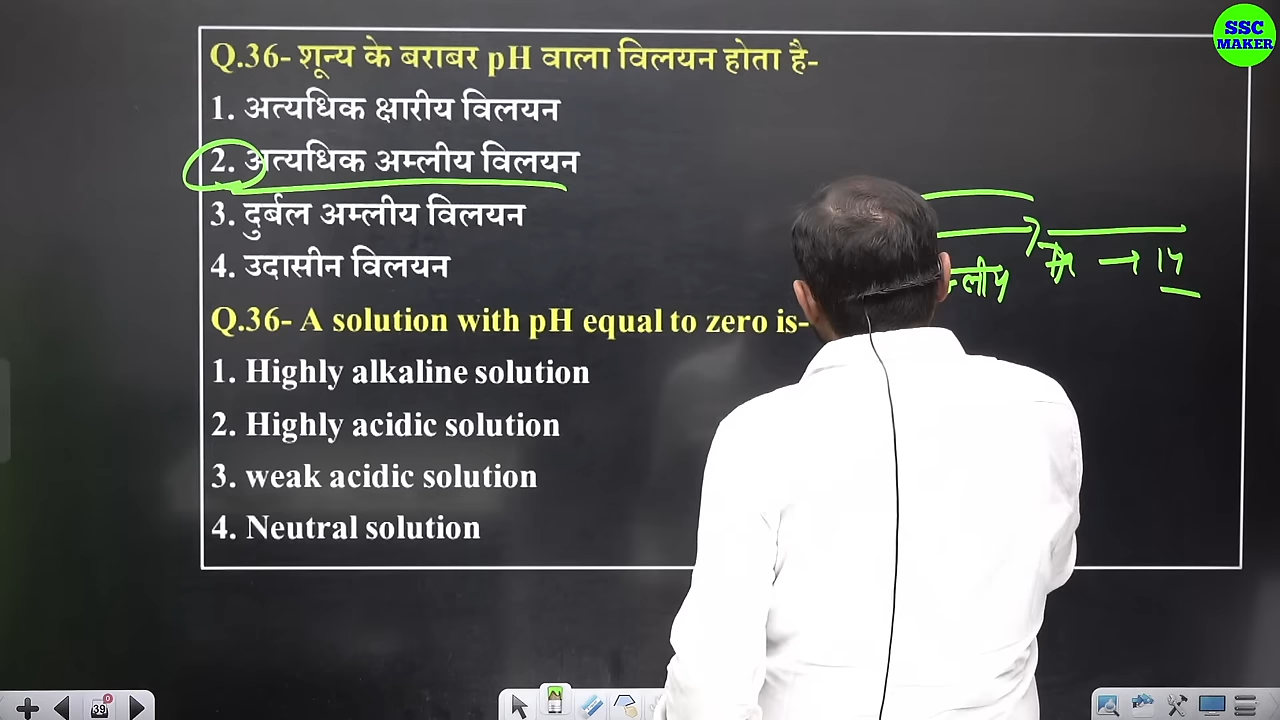 SSC
MAKER
Q.36- शून्य के बराबर pH वाला विलयन होता है-
1. अत्यधिक क्षारीय विलयन
2. अत्यधिक अम्लीय विलयन
3. दुर्बल अम्लीय विलयन
4. उदासीन विलयन
→ 14
Q.36- A solution with pH equal to zero is-
1. Highly alkaline solution
2. Highly acidic solution
3. weak acidic solution
4. Neutral solution
39